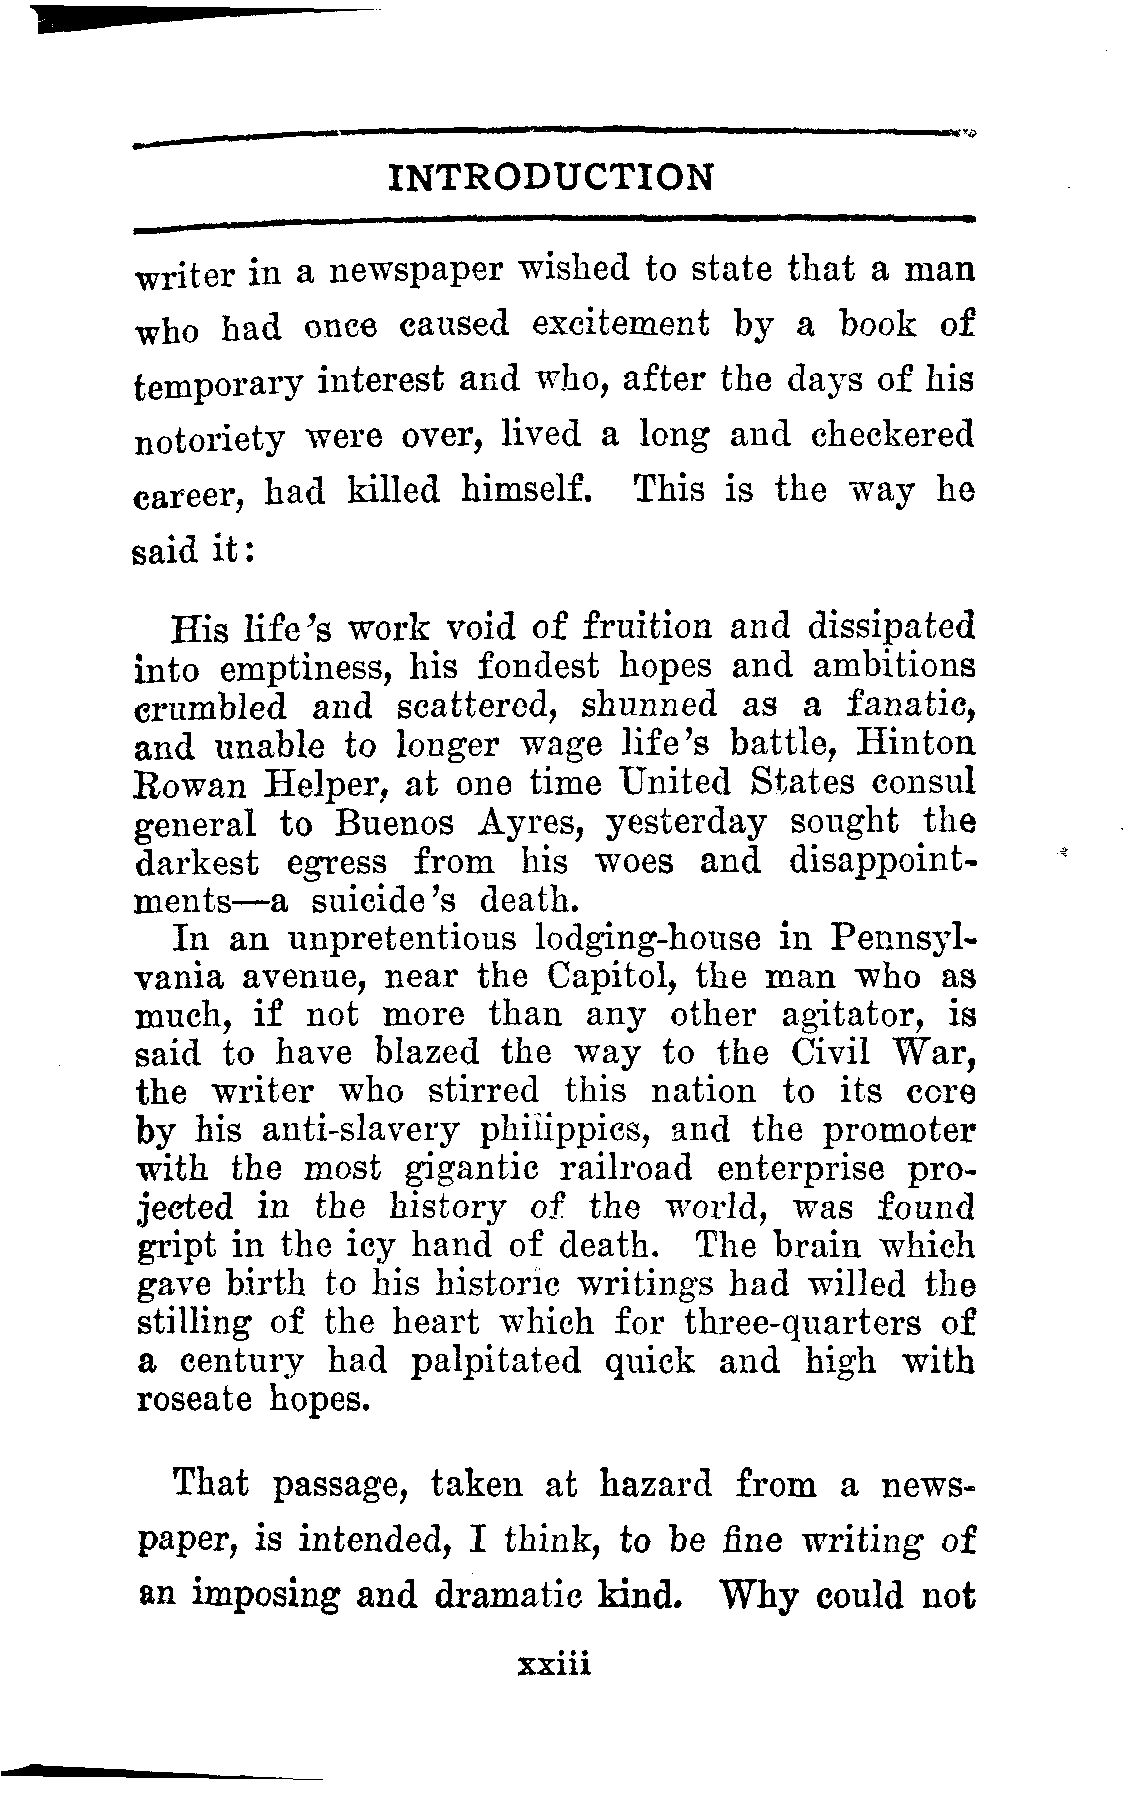 INTRODUCTION
writer in a newspaper wished to state that a man
who had once caused excitement by a book of
temporary interest and who, after the days of his
notoriety were over, lived a long and checkered
career, had killed himself. This is the way he
said it:
His life's work void of fruition and dissipated
into emptiness, his fondest hopes and ambitions
crumbled and scattered, shunned as a fanatic,
and unable to longer wage life's battle, Hinton
Rowan Helper, at one time United States consul
general to Buenos Ayres, yesterday sought the
darkest egress from his woes and disappoint-
ments—a suicide's death.
In an unpretentious lodging-house in Pennsyl-
vania avenue, near the Capitol, the man who as
much, if not more than any other agitator, is
said to have blazed the way to the Civil War,
the writer who stirred this nation to its core
by his anti-slavery philippics, and the promoter
with the most gigantic railroad enterprise pro-
jected in the history of the world, was found
gript in the icy hand of death. The brain which
gave birth to his historic writings had willed the
stilling of the heart which for three-quarters of
a century had palpitated quick and high with
roseate hopes.
That passage, taken at hazard from a news-
paper, is intended, I think, to be fine writing of
an imposing and dramatic kind. Why could not
xxiii